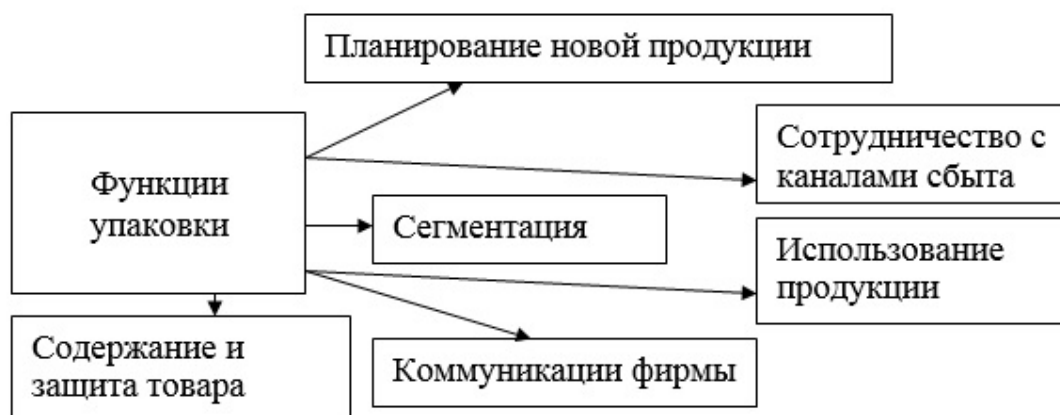 Планирование новой продукции
Функции
упаковки
Сотрудничество с
каналами сбыта
Сегментация
Использование
продукции
Содержание и
защита товара
Коммуникации фирмы